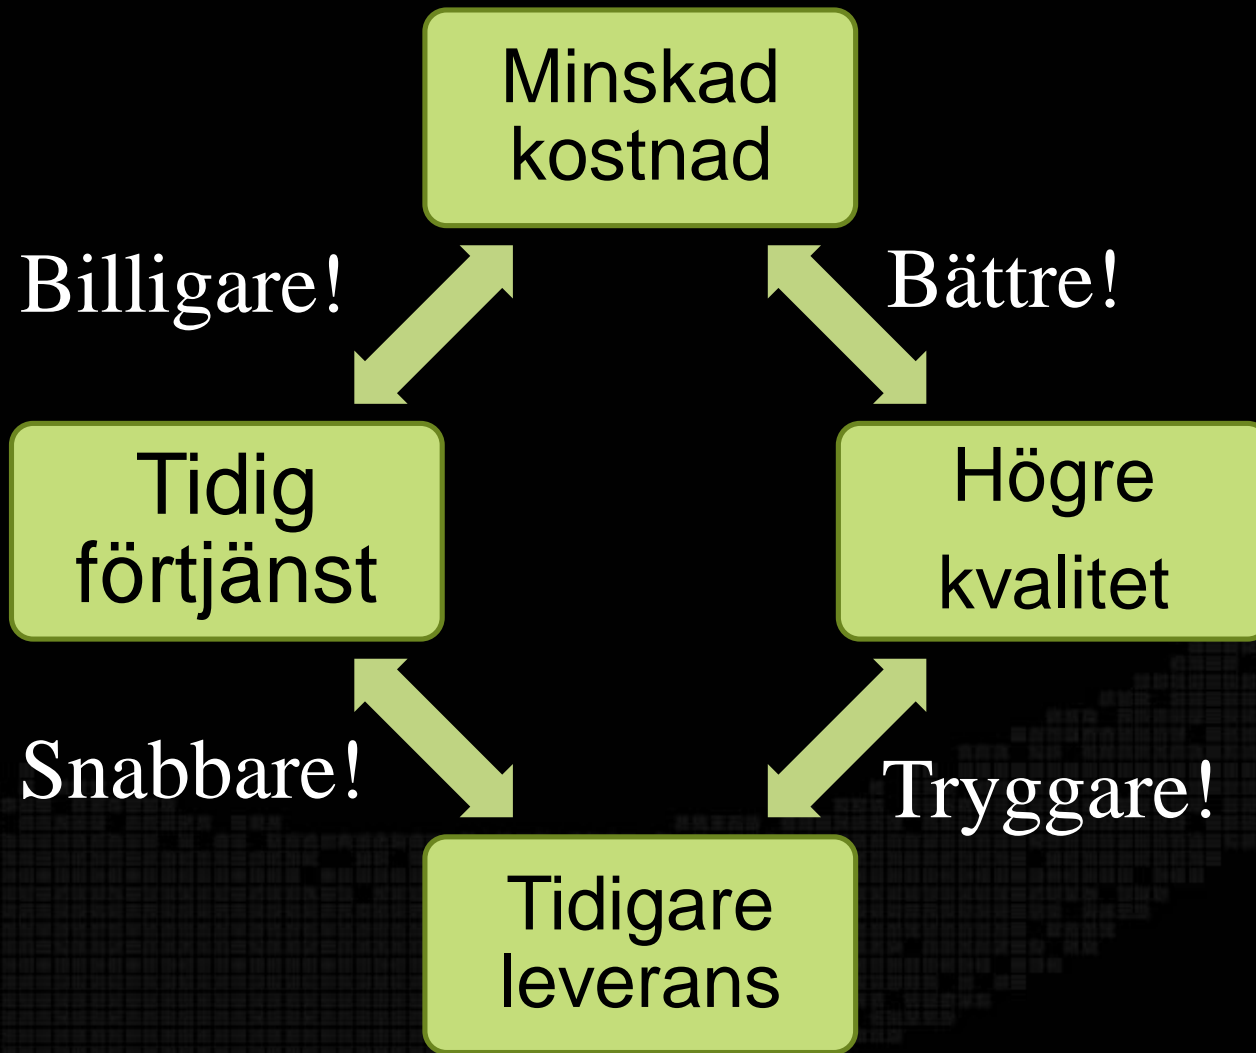 Minskad
kostnad
Billigare!
Bättre!
Tidig
förtjänst
Högre
kvalitet
Snabbare!
Tryggare!
Tidigare
leverans